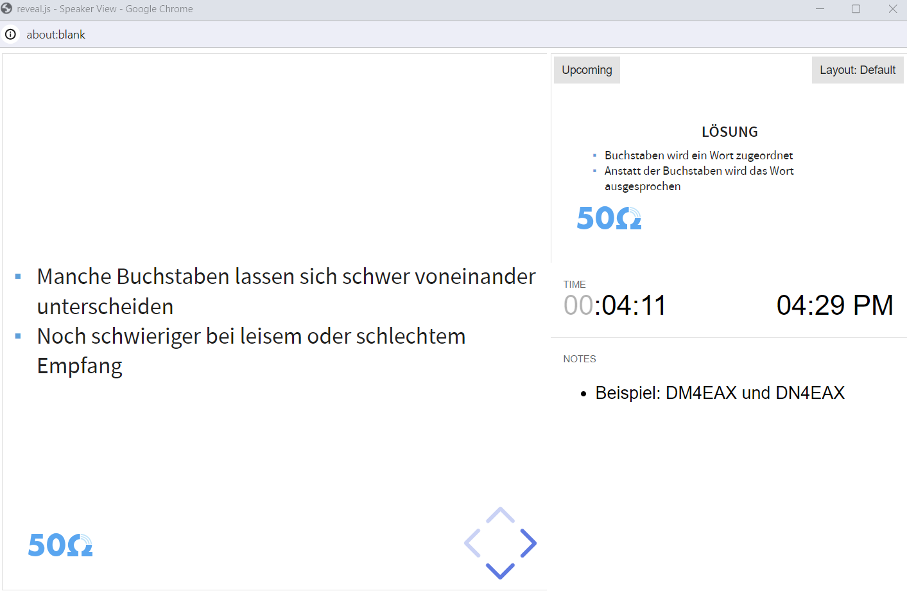 reveal.js - Speaker View - Google Chrome
about:blank
Manche Buchstaben lassen sich schwer voneinander
unterscheiden
Noch schwieriger bei leisem oder schlechtem
Empfang
50Ω
Upcoming
Layout: Default
LÖSUNG
Buchstaben wird ein Wort zugeordnet
Anstatt der Buchstaben wird das Wort
ausgesprochen
50Ω
TIME
00:04:11 04:29 PM
NOTES
Beispiel: DM4EAX und DN4EAX